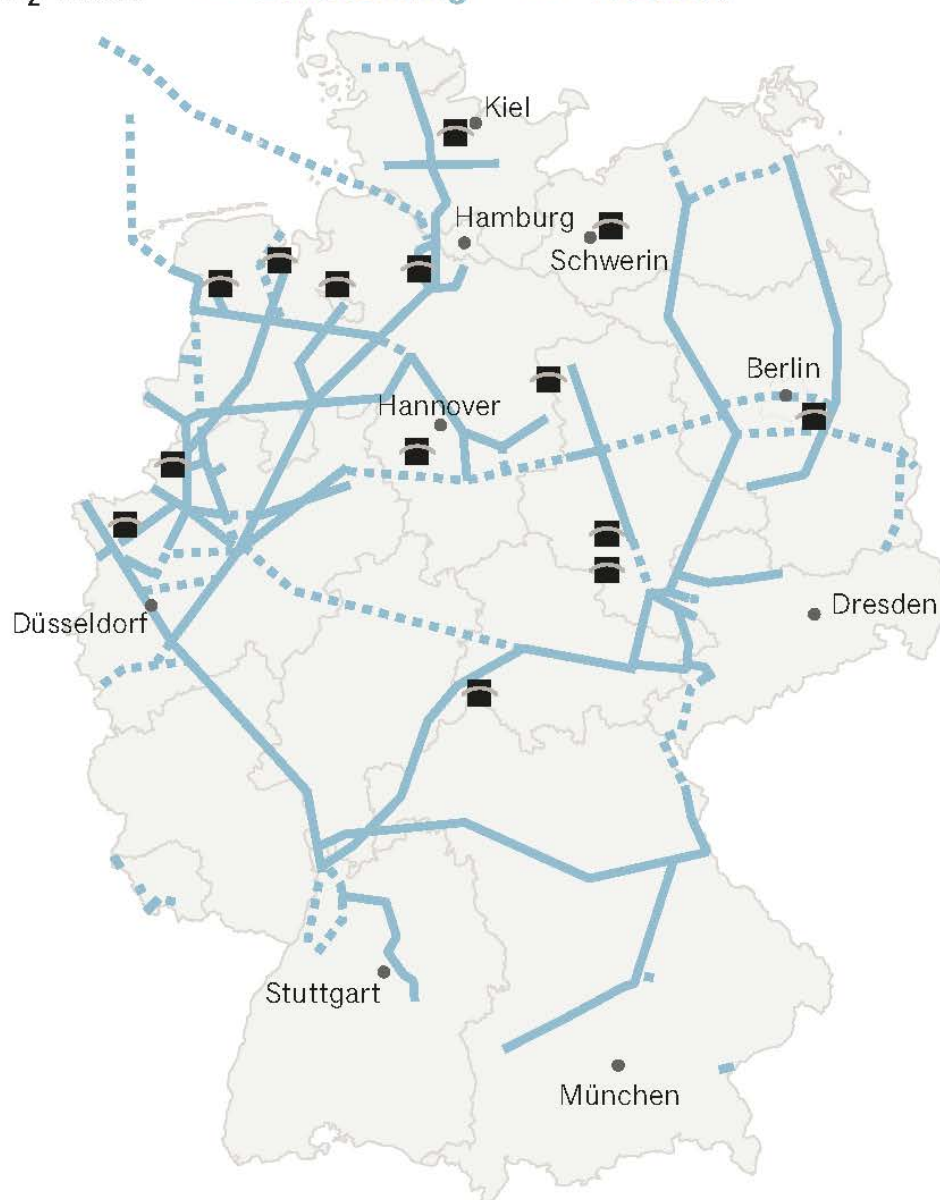 Kiel
Hamburg
Schwerin
Berlin
Hannover
Dresden
Düsseldorf
Stuttgart
München